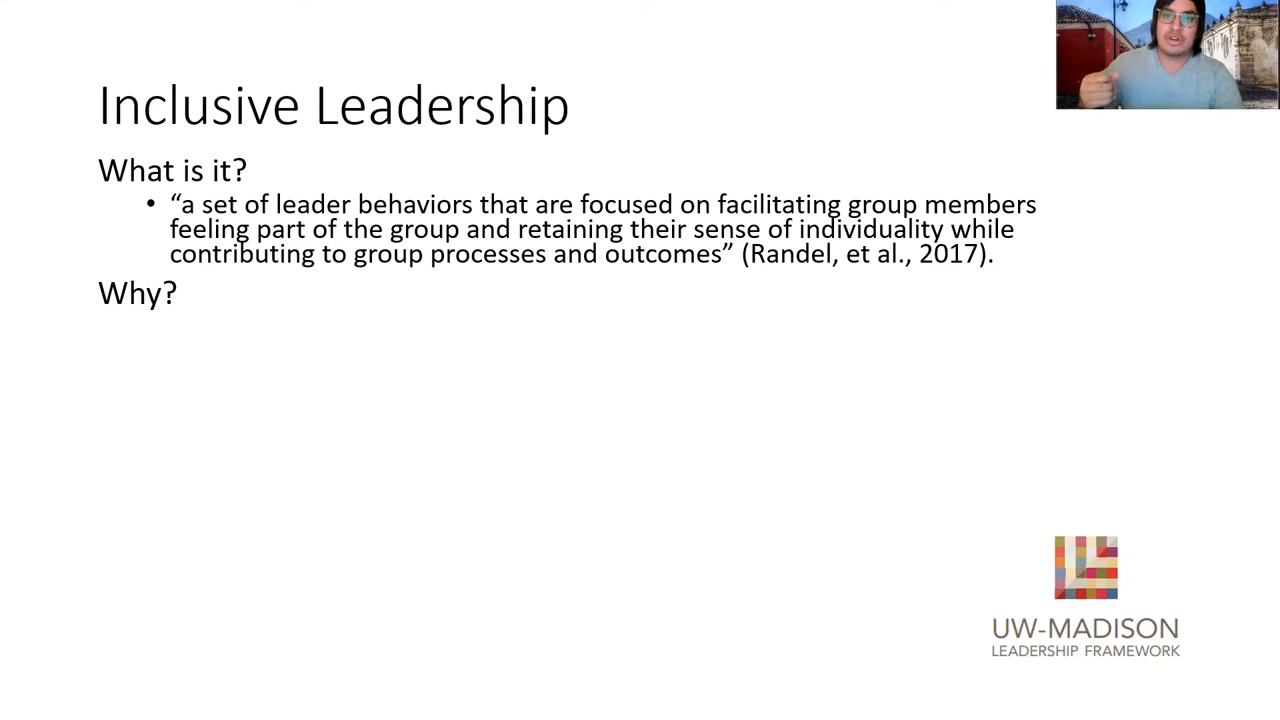 Inclusive Leadership
What is it?
• “a set of leader behaviors that are focused on facilitating group members
feeling part of the group and retaining their sense of individuality while
contributing to group processes and outcomes” (Randel, et al., 2017).
Why?
UW-MADISON
LEADERSHIP FRAMEWORK